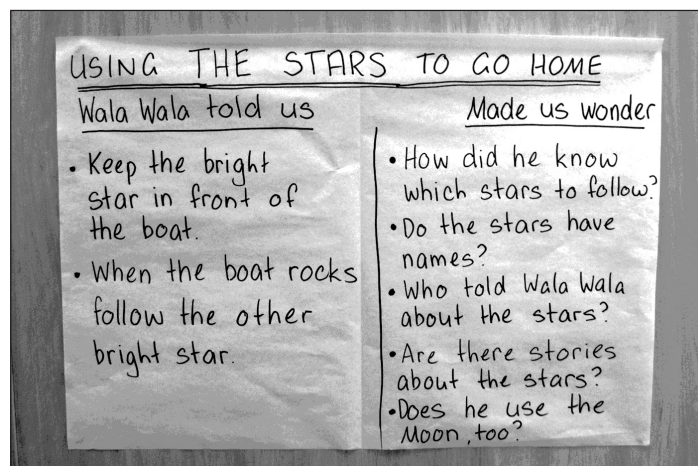 USING THE STARS TO GO HOME
Wala Wala told us
• Keep the bright
star in front of
the boat.
• When the boat rocks
follow the other
bright star.
Made us wonder
• How did he know
which stars to follow?
• Do the stars have
names?
• Who told Wala Wala
about the stars?
• Are there stories
about the stars?
• Does he use the
Moon, too?